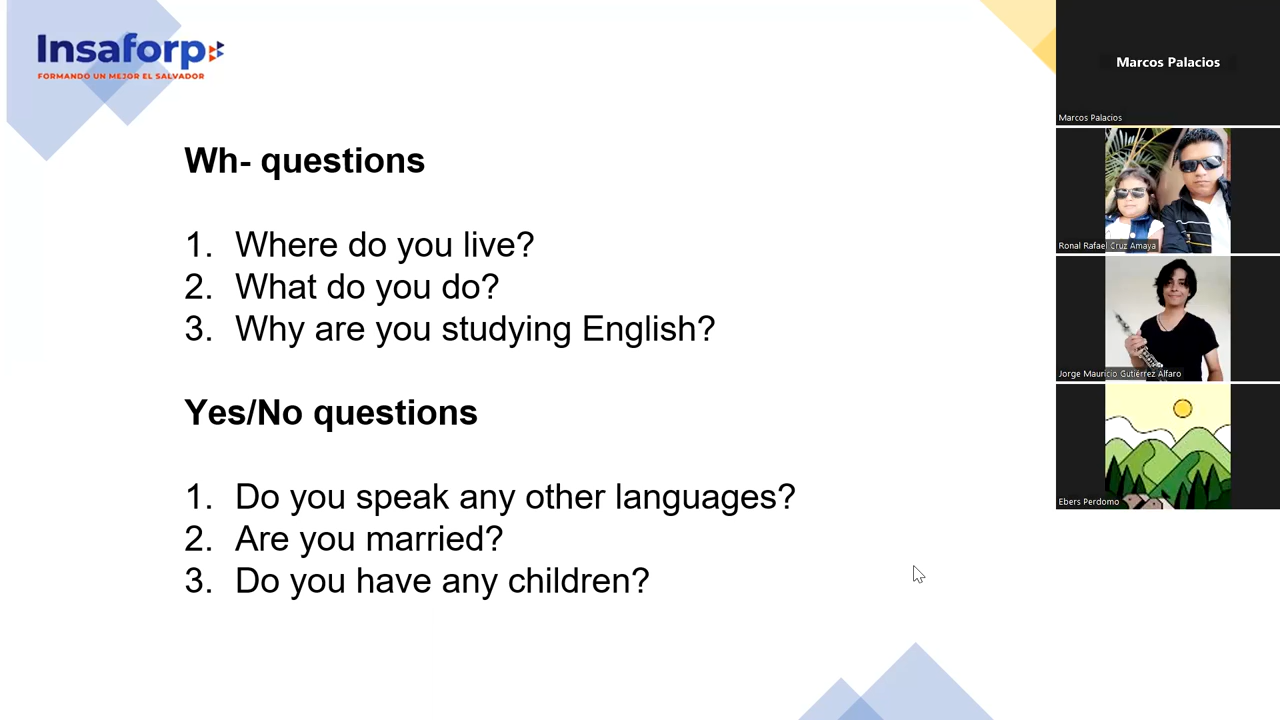 Insaforp
FORMANDO UN MEJOR EL SALVADOR
Wh- questions
1. Where do you live?
2. What do you do?
3. Why are you studying English?
Yes/No questions
1. Do you speak any other languages?
2. Are you married?
3. Do you have any children?
Marcos Palacios
Marcos Palacios
Ronal Rafael Cruz Amaya
Jorge Mauricio Gutiérrez Alfaro
Ebers Perdomo